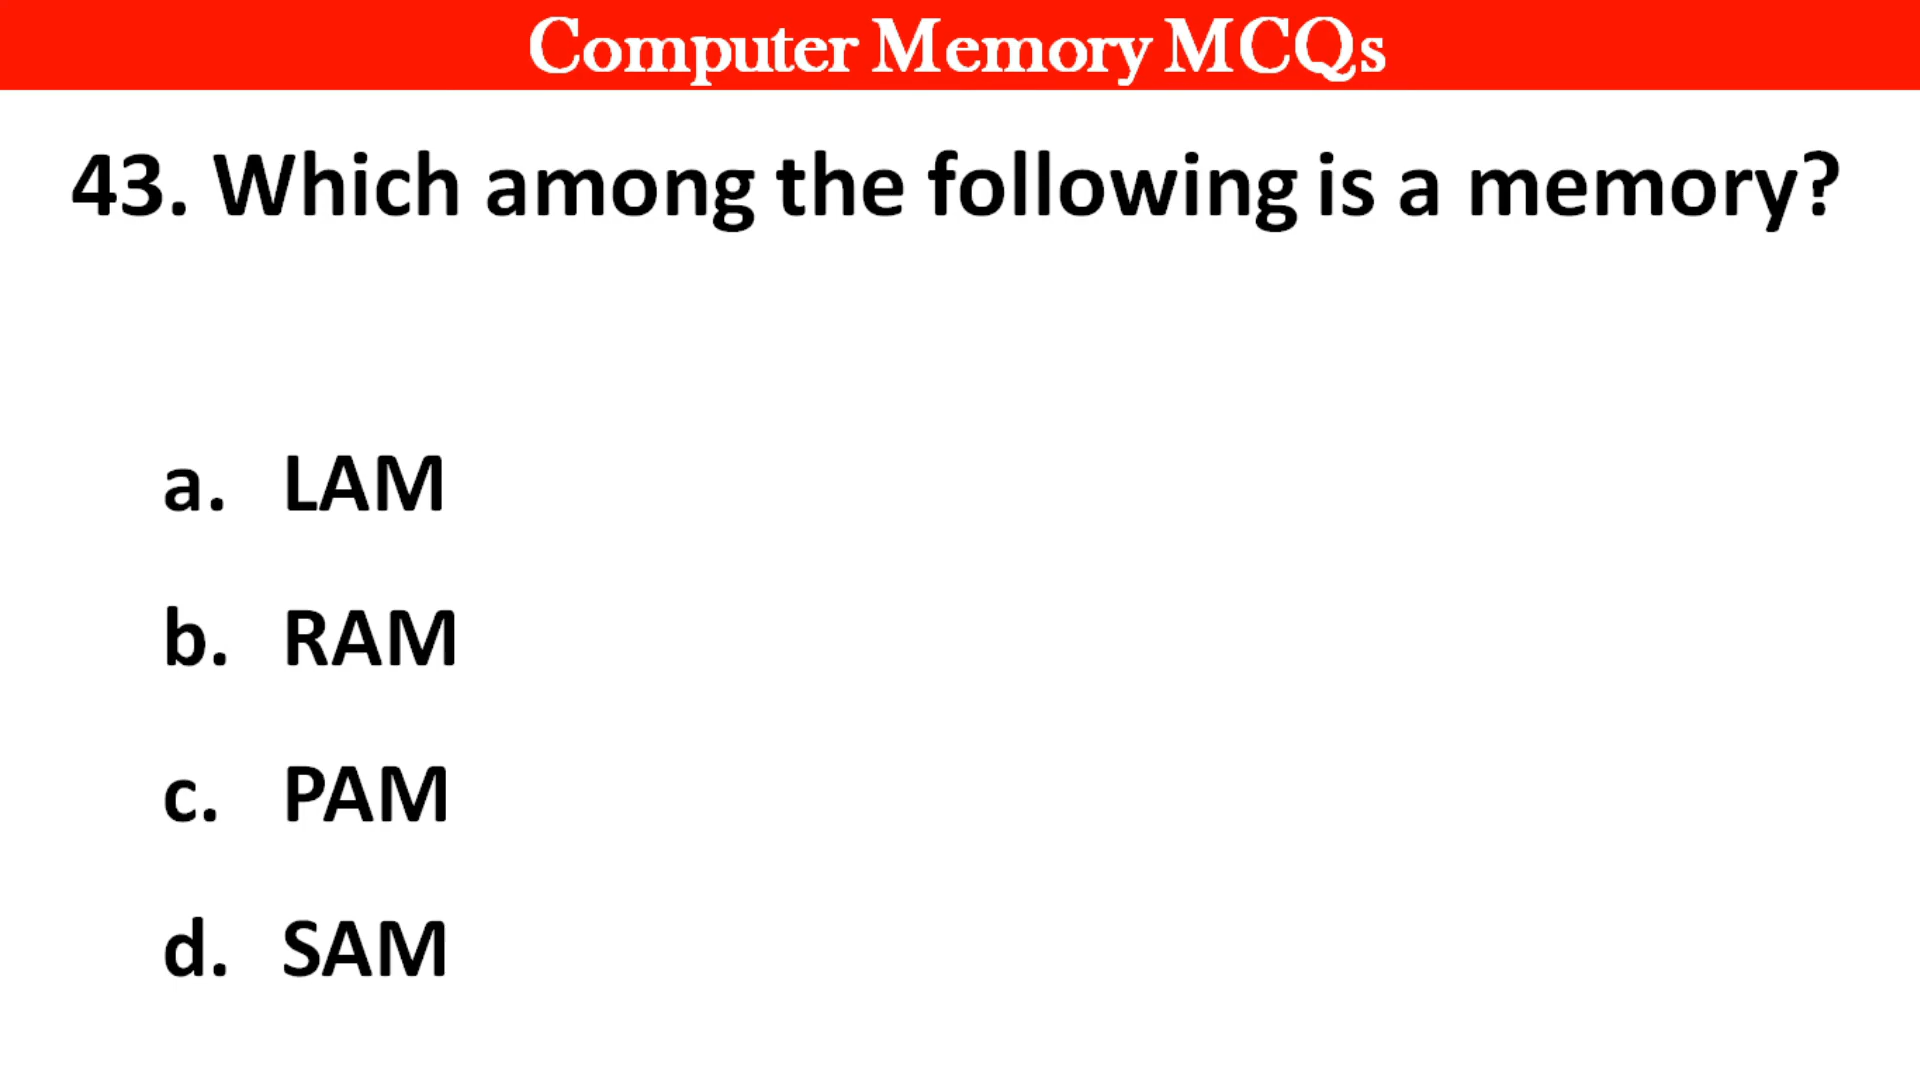 Computer Memory MCQs
43. Which among the following is a memory?
a. LAM
b. RAM
c. PAM
d. SAM